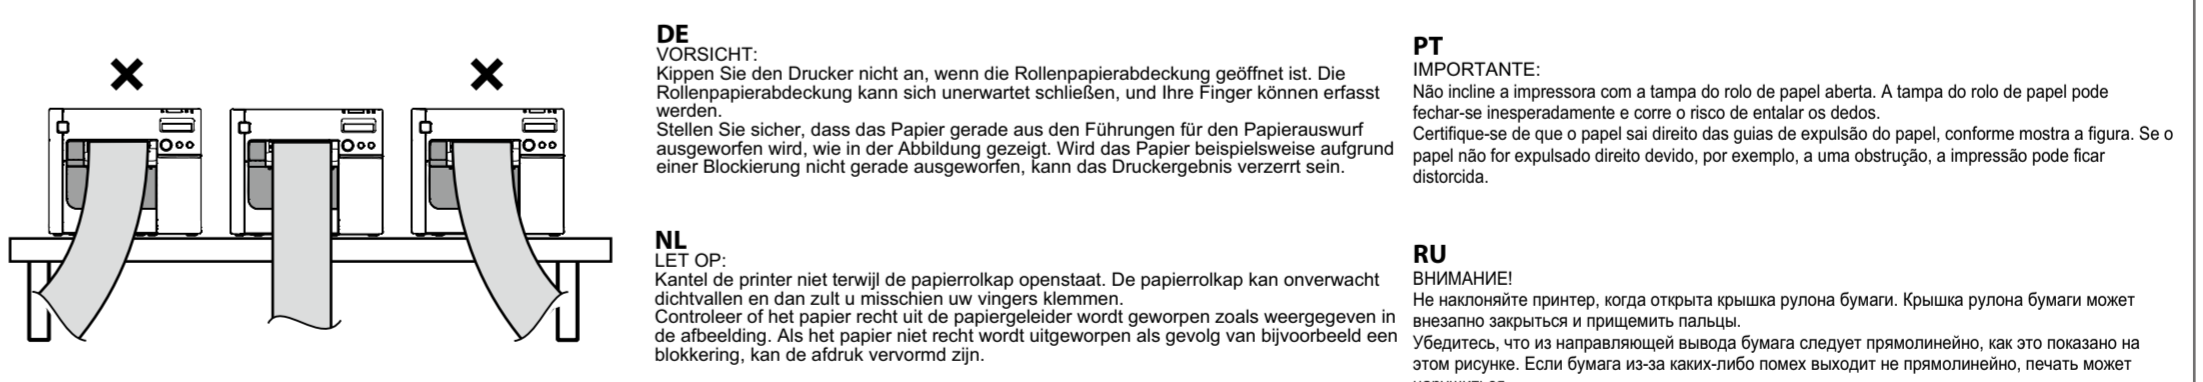 DE
VORSICHT:
Kippen Sie den Drucker nicht an, wenn die Rollenpapierabdeckung geöffnet ist. Die
Rollenpapierabdeckung kann sich unerwartet schließen, und Ihre Finger können erfasst
werden.
Stellen Sie sicher, dass das Papier gerade aus den Führungen für den Papierauswurf
ausgeworfen wird, wie in der Abbildung gezeigt. Wird das Papier beispielsweise aufgrund
einer Blockierung nicht gerade ausgeworfen, kann das Druckergebnis verzerrt sein.
NL
LET OP:
Kantel de printer niet terwijl de papierrolkap openstaat. De papierrolkap kan onverwacht
dichtvallen en dan zult u misschien uw vingers klemmen.
Controleer of het papier recht uit de papiergeleider wordt geworpen zoals weergegeven in
de afbeelding. Als het papier niet recht wordt uitgeworpen als gevolg van bijvoorbeeld een
blokkering, kan de afdruk vervormd zijn.
PT
IMPORTANTE:
Não incline a impressora com a tampa do rolo de papel aberta. A tampa do rolo de papel pode
fechar-se inesperadamente e corre o risco de entalar os dedos.
Certifique-se de que o papel sai direito das guias de expulsão do papel, conforme mostra a figura. Se o
papel não for expulsado direito devido, por exemplo, a uma obstrução, a impressão pode ficar
distorcida.
RU
ВНИМАНИЕ!
Не наклоняйте принтер, когда открыта крышка рулона бумаги. Крышка рулона бумаги может
внезапно закрыться и прищемить пальцы.
Убедитесь, что из направляющей вывода бумага следует прямолинейно, как это показано на
этом рисунке. Если бумага из-за каких-либо помех выходит не прямолинейно, печать может